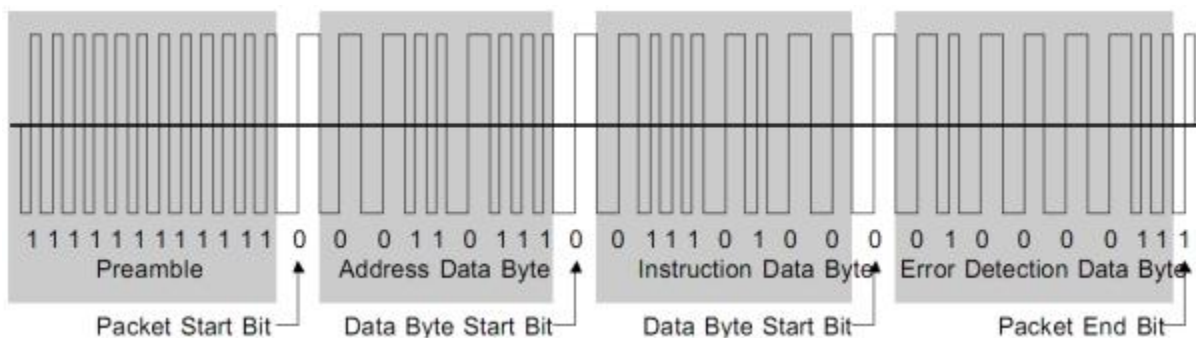 1 1 1 1 1 1 1 1 1 1 1 1 0 0 0 1 1 0 1 1 1 0 0 1 1 1 0 1 0 0 0 0 1 0 0 0 0 1 1 1
Preamble Address Data Byte Instruction Data Byte Error Detection Data Byte
Packet Start Bit Data Byte Start Bit Data Byte Start Bit Packet End Bit